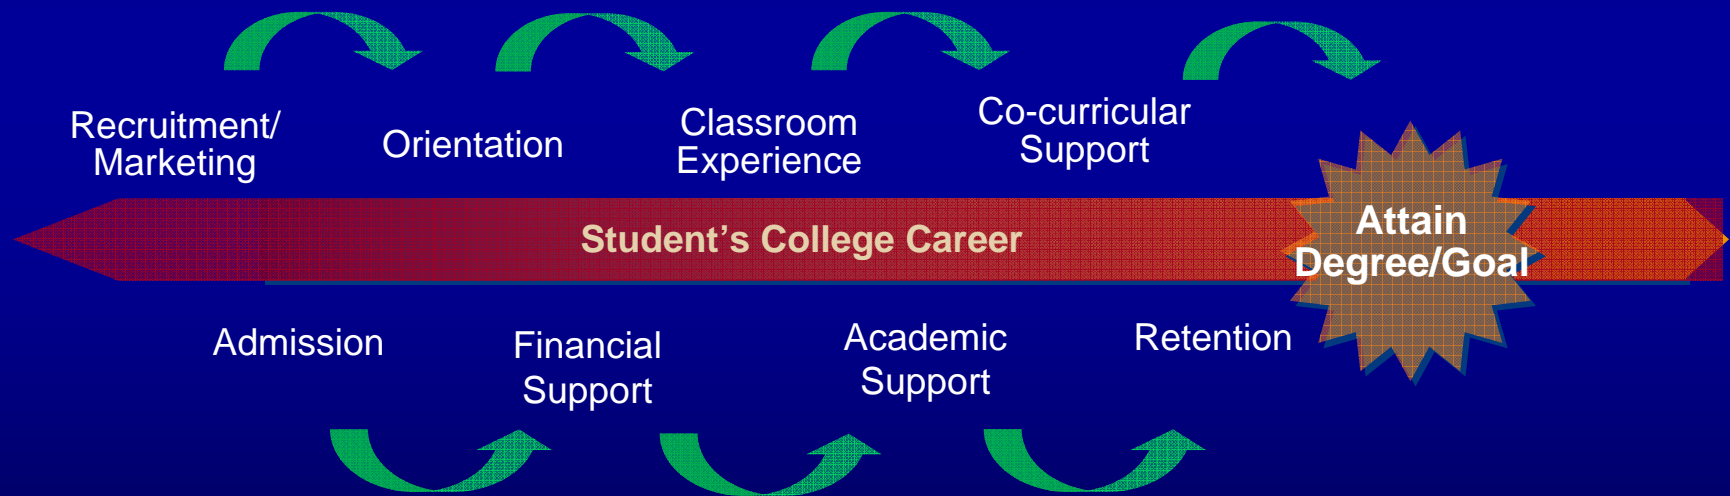 Recruitment/
Marketing
Orientation
Classroom
Experience
Co-curricular
Support
Student’s College Career
Attain
Degree/Goal
Admission
Financial
Support
Academic
Support
Retention